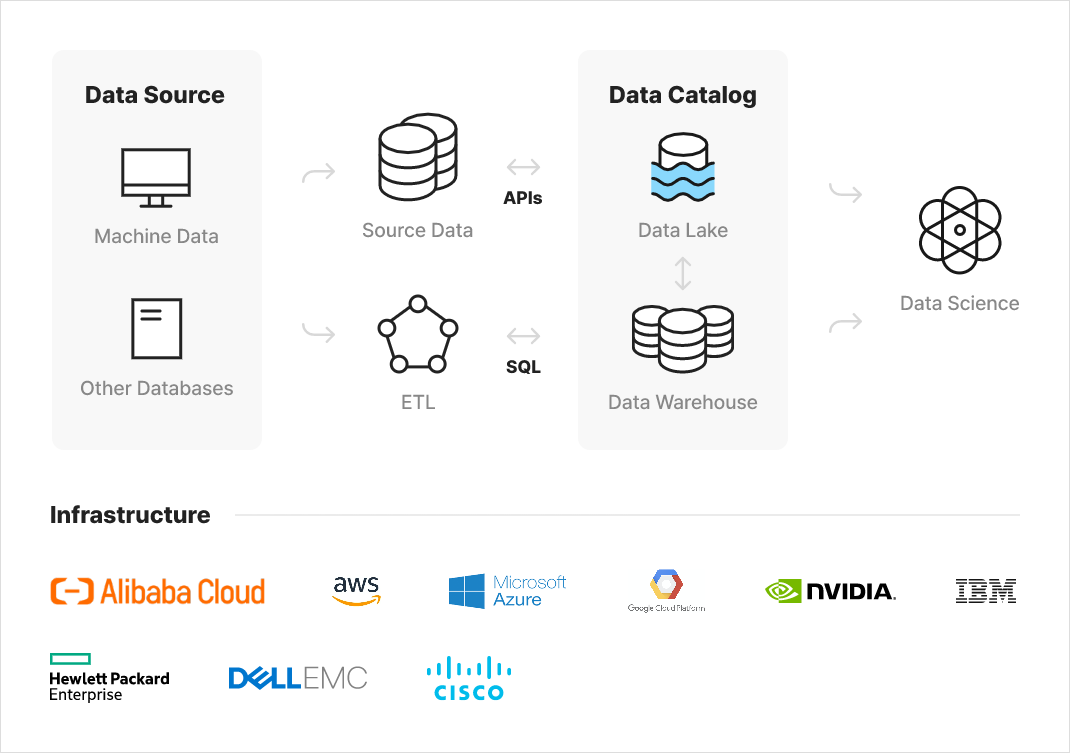 Data Source
Machine Data
Other Databases
Source Data
ETL
APIs
SQL
Data Catalog
Data Lake
Data Warehouse
Data Science
Infrastructure
Alibaba Cloud
aws
Microsoft
Azure
Google Cloud Platform
NVIDIA.
IBM
Hewlett Packard
Enterprise
DELLEMC
CISCO